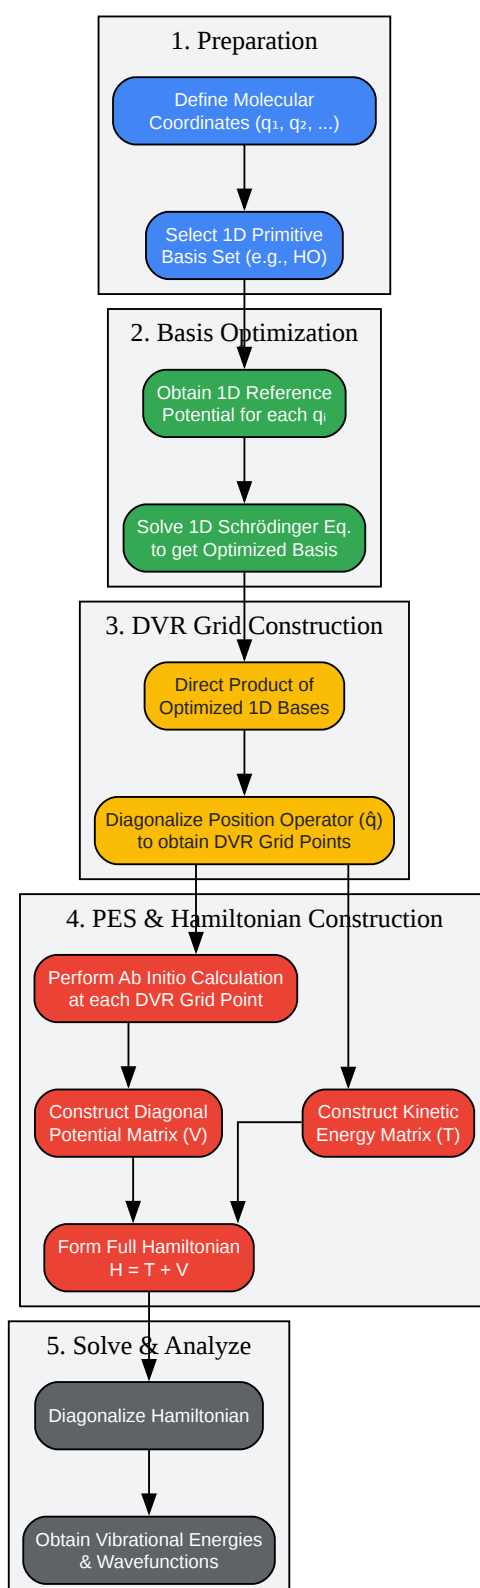 1. Preparation
Define Molecular
Coordinates (q₁, q₂, ...)
Select 1D Primitive
Basis Set (e.g., HO)
2. Basis Optimization
Obtain 1D Reference
Potential for each qᵢ
Solve 1D Schrödinger Eq.
to get Optimized Basis
3. DVR Grid Construction
Direct Product of
Optimized 1D Bases
Diagonalize Position Operator (q̂)
to obtain DVR Grid Points
4. PES & Hamiltonian Construction
Perform Ab Initio Calculation
at each DVR Grid Point
Construct Diagonal
Potential Matrix (V)
Construct Kinetic
Energy Matrix (T)
Form Full Hamiltonian
H = T + V
5. Solve & Analyze
Diagonalize Hamiltonian
Obtain Vibrational Energies
& Wavefunctions